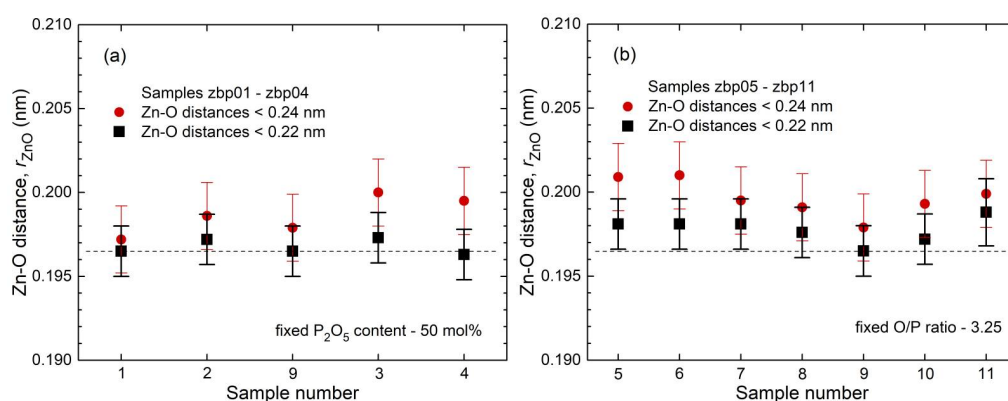 (a)
Samples zbp01 - zbp04
Zn-O distances < 0.24 nm
Zn-O distances < 0.22 nm
fixed P₂O₅ content - 50 mol%
Zn-O distance, r_ZnO (nm)
0.210
0.205
0.200
0.195
0.190
1 2 9 3 4
Sample number
(b)
Samples zbp05 - zbp11
Zn-O distances < 0.24 nm
Zn-O distances < 0.22 nm
fixed O/P ratio - 3.25
Zn-O distance, r_ZnO (nm)
0.210
0.205
0.200
0.195
0.190
5 6 7 8 9 10 11
Sample number